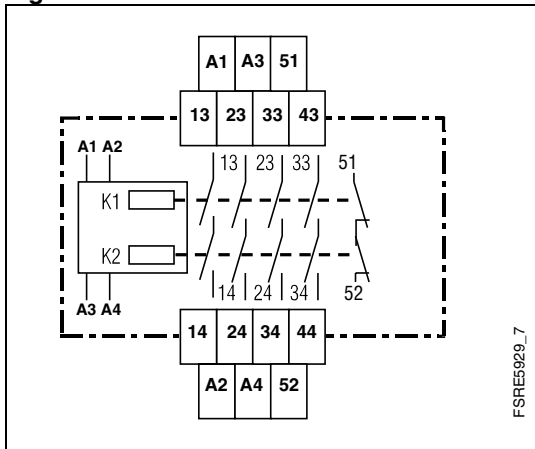 A1 A3 51
13 23 33 43
A1 A2
13 23 33 51
K1
K2
14 24 34 52
A3 A4
14 24 34 44
A2 A4 52
FSRE5929_7